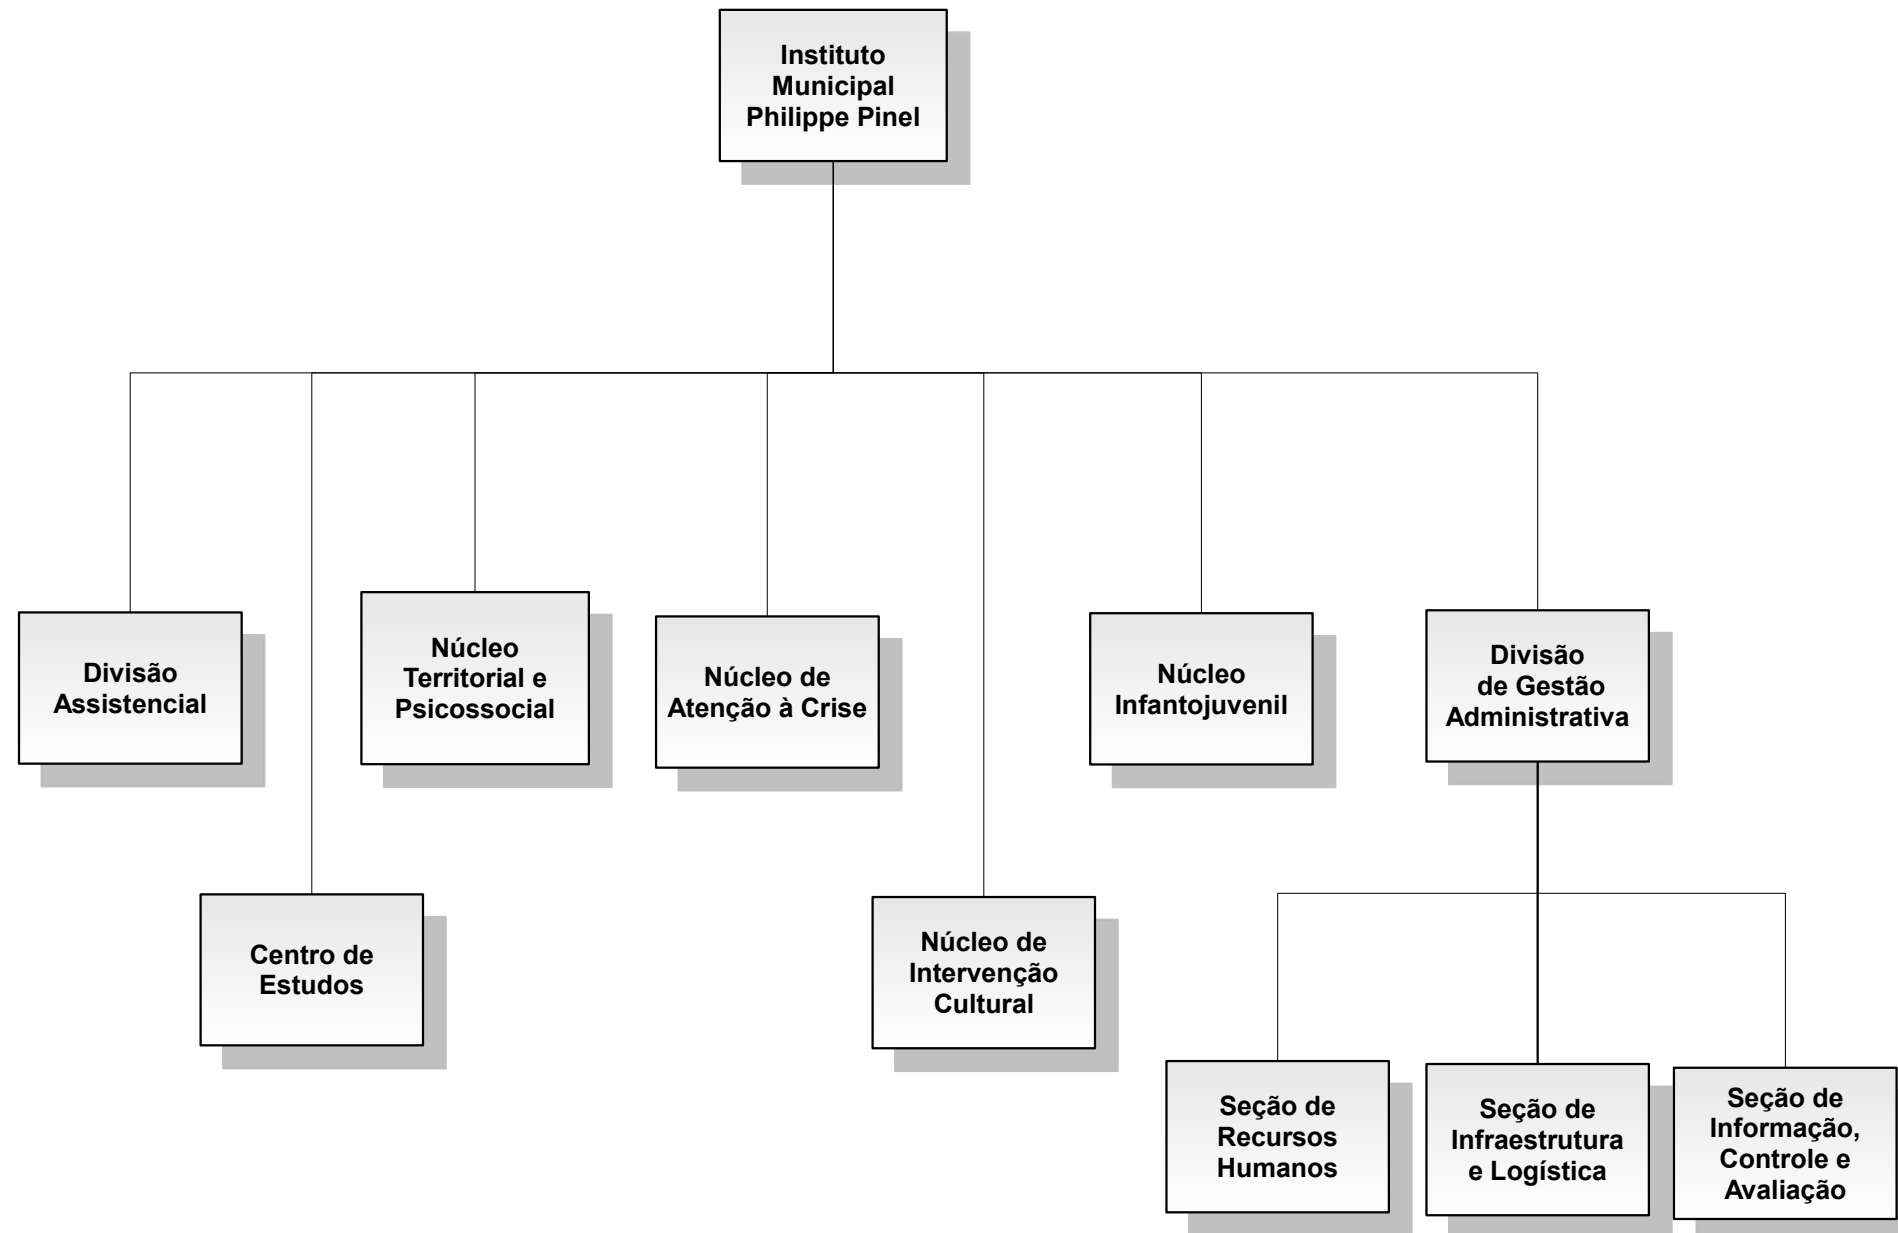 Instituto
Municipal
Philippe Pinel
Divisão
Assistencial
Núcleo
Territorial e
Psicossocial
Núcleo de
Atenção à Crise
Núcleo
Infantojuvenil
Divisão
de Gestão
Administrativa
Centro de
Estudos
Núcleo de
Intervenção
Cultural
Seção de
Recursos
Humanos
Seção de
Infraestrutura
e Logística
Seção de
Informação,
Controle e
Avaliação